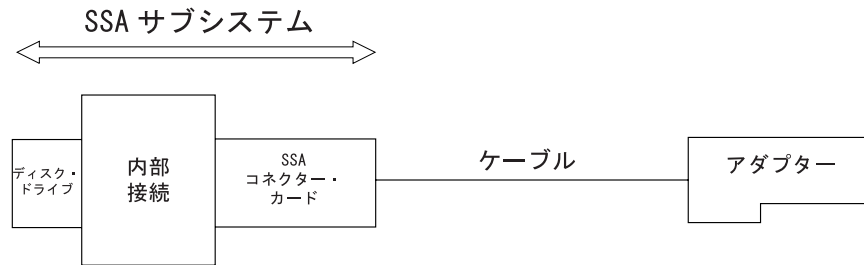 SSA サブシステム
ディスク・
ドライブ
内部
接続
SSA
コネクター・
カード
ケーブル
アダプター